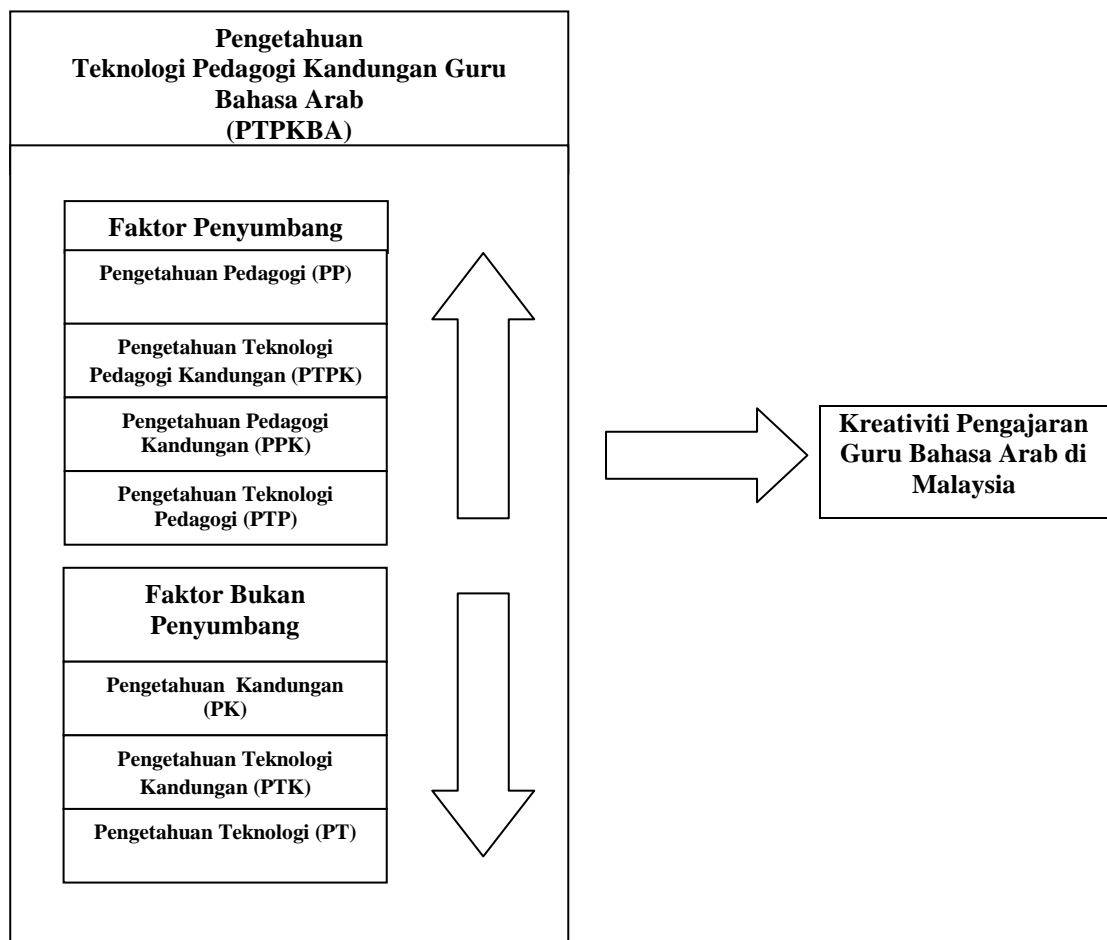 Pengetahuan
Teknologi Pedagogi Kandungan Guru
Bahasa Arab
(PTPKBA)
Faktor Penyumbang
Pengetahuan Pedagogi (PP)
Pengetahuan Teknologi
Pedagogi Kandungan (PTPK)
Pengetahuan Pedagogi
Kandungan (PPK)
Pengetahuan Teknologi
Pedagogi (PTP)
Faktor Bukan
Penyumbang
Pengetahuan Kandungan
(PK)
Pengetahuan Teknologi
Kandungan (PTK)
Pengetahuan Teknologi (PT)
Kreativiti Pengajaran
Guru Bahasa Arab di
Malaysia